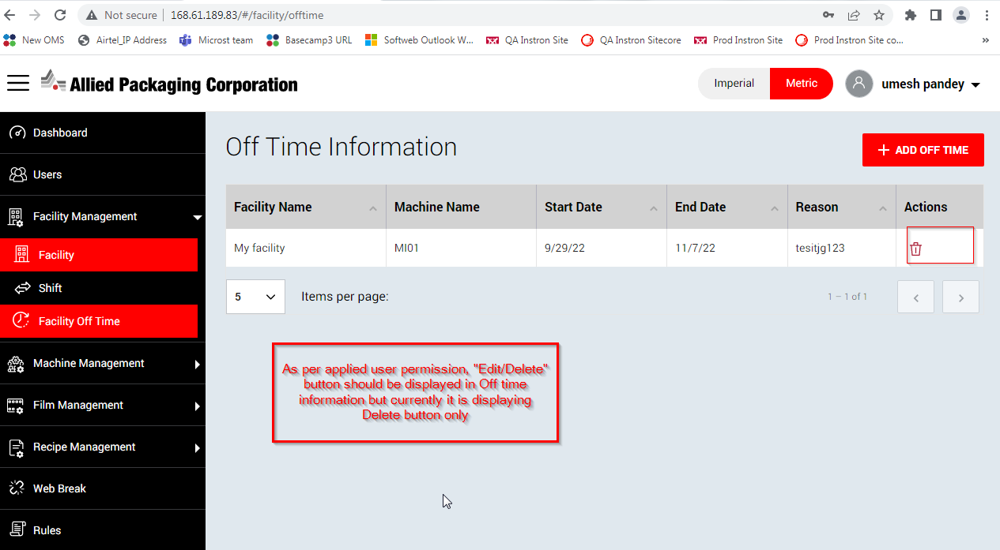 Not secure
168.61.189.83/#/facility/offtime
New OMS
Airtel_IP Address
Microst team
Basecamp3 URL
Softweb Outlook W...
QA Instron Site
QA Instron Sitecore
Prod Instron Site
Prod Instron Site co...
»
Allied Packaging Corporation
Imperial
Metric
umesh pandey
Dashboard
Users
Facility Management
Facility
Shift
Facility Off Time
Machine Management
Film Management
Recipe Management
Web Break
Rules
Off Time Information
+ ADD OFF TIME
Facility Name Machine Name Start Date End Date Reason Actions
My facility MI01 9/29/22 11/7/22 tesitjg123
5
Items per page:
1 – 1 of 1
As per applied user permission, "Edit/Delete"
button should be displayed in Off time
information but currently it is displaying
Delete button only